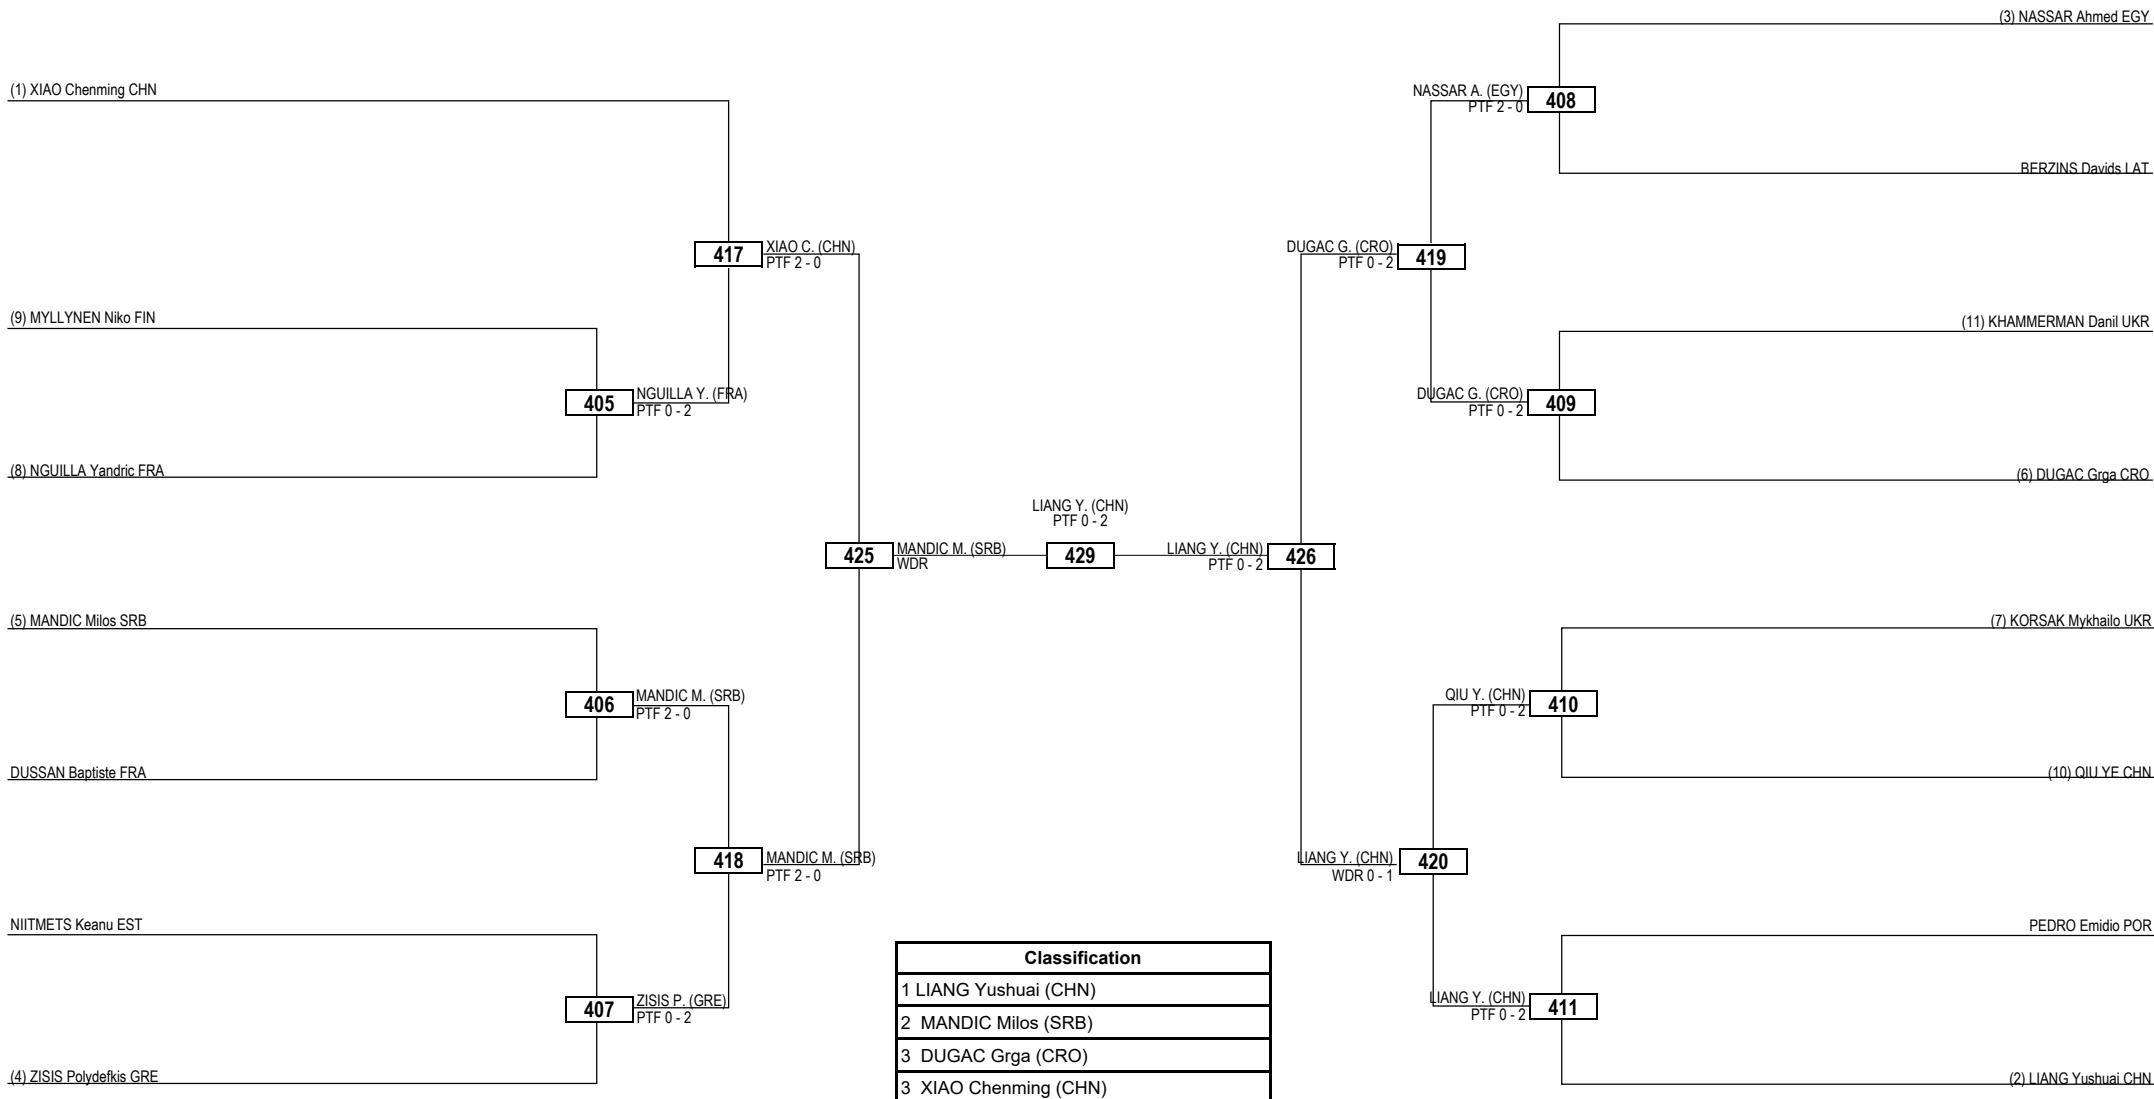 (1) XIAO Chenming CHN
417
XIAO C. (CHN)
PTF 2 - 0
(9) MYLLYNEN Niko FIN
405
NGUILLA Y. (FRA)
PTF 0 - 2
(8) NGUILLA Yandric FRA
425
MANDIC M. (SRB)
WDR
(5) MANDIC Milos SRB
406
MANDIC M. (SRB)
PTF 2 - 0
DUSSAN Baptiste FRA
418
MANDIC M. (SRB)
PTF 2 - 0
NIITMETS Keanu EST
407
ZISIS P. (GRE)
PTF 0 - 2
(4) ZISIS Polydefkis GRE
LIANG Y. (CHN)
PTF 0 - 2
429
(3) NASSAR Ahmed EGY
NASSAR A. (EGY)
PTF 2 - 0
408
BERZINS Davids LAT
DUGAC G. (CRO)
PTF 0 - 2
419
(11) KHAMMERMAN Danil UKR
DUGAC G. (CRO)
PTF 0 - 2
409
(6) DUGAC Grga CRO
LIANG Y. (CHN)
PTF 0 - 2
426
(7) KORSAK Mykhailo UKR
QIU Y. (CHN)
PTF 0 - 2
410
(10) QIU YE CHN
LIANG Y. (CHN)
WDR 0 - 1
420
PEDRO Emidio POR
LIANG Y. (CHN)
PTF 0 - 2
411
(2) LIANG Yushuai CHN
Classification
1 LIANG Yushuai (CHN)
2 MANDIC Milos (SRB)
3 DUGAC Grga (CRO)
3 XIAO Chenming (CHN)